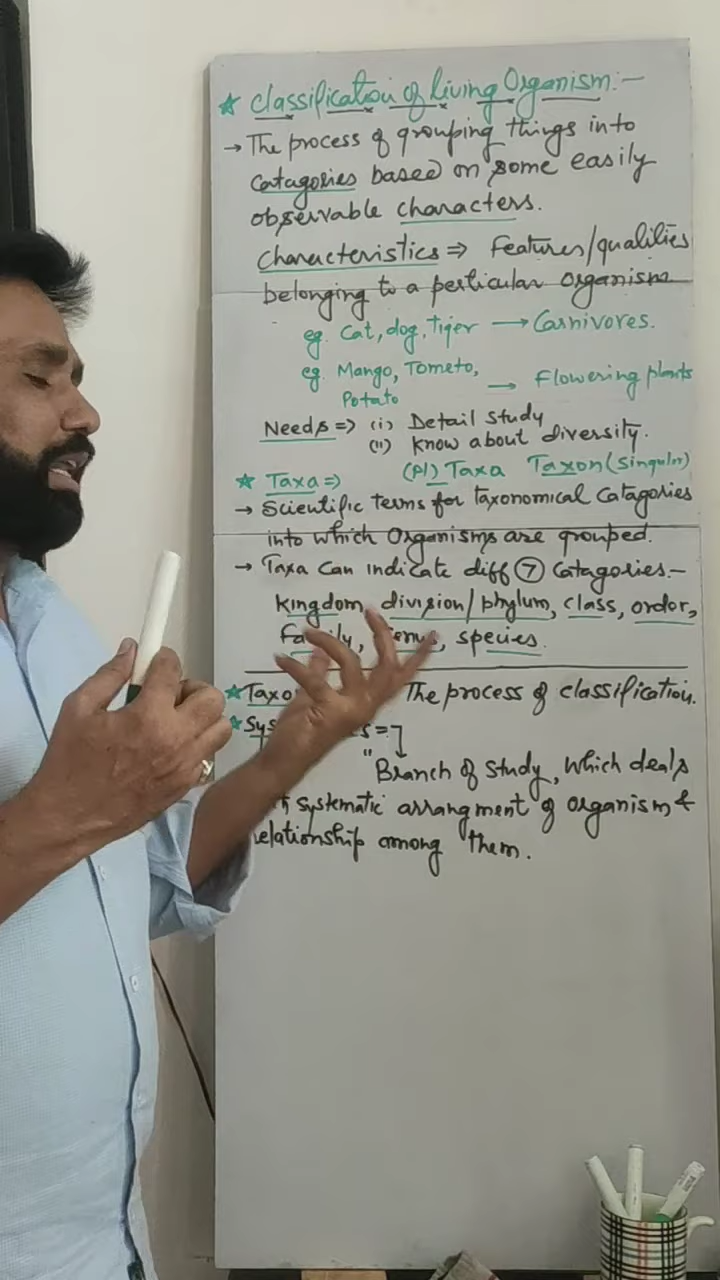 ★ Classification of living Organism:-
→ The process of grouping things into
Catagories based on some easily
observable characters.
Characteristics ⇒ Features/qualities
belonging to a perticular Organism
eg. Cat, dog, Tiger → Carnivores.
eg. Mango, Tometo, → Flowering plants
Potato
Needs => (i) Detail Study
(ii) Know about diversity.
★ Taxa => (Pl) Taxa Taxon (Singular)
→ Scientific terms for taxonomical Catagories
into which Organisms are grouped.
→ Taxa Can indicate diff ⑦ Catagories.-
Kingdom, division/phylum, class, order,
species.
★ The process of classification.
★
" Branch of Study, Which deals
systematic arrangment of organism &
relationship among them.